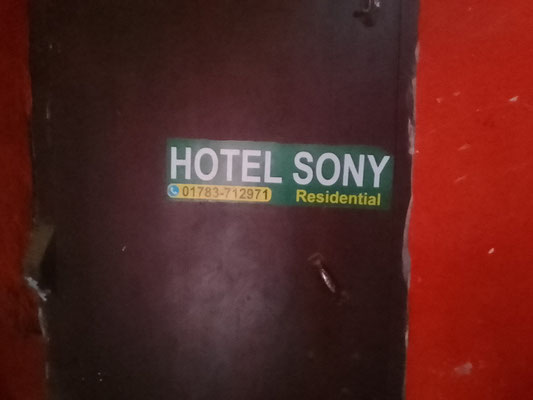 HOTEL SONY
01783-712971 Residential